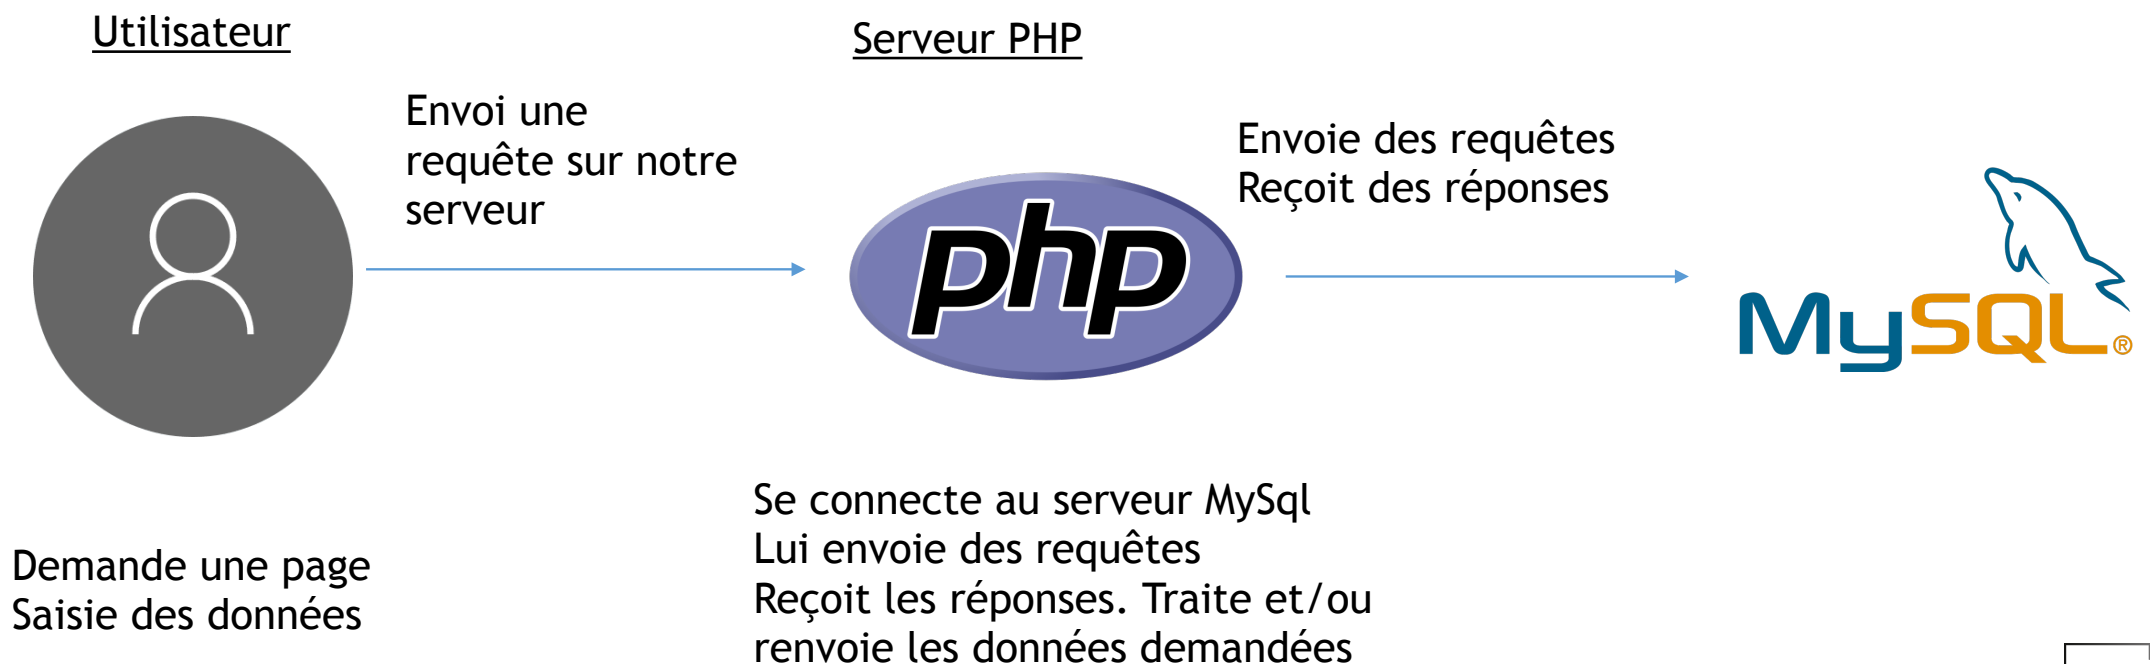 Utilisateur
Serveur PHP
Envoi une
requête sur notre
serveur
Envoie des requêtes
Reçoit des réponses
php
MySQL®
Se connecte au serveur MySql
Lui envoie des requêtes
Reçoit les réponses. Traite et/ou
renvoie les données demandées
Demande une page
Saisie des données